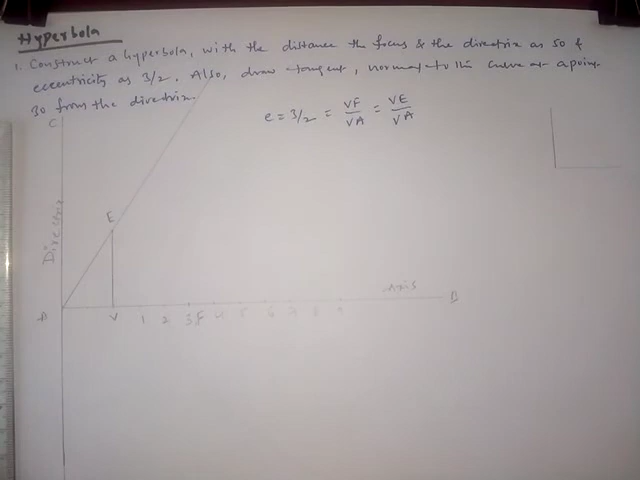 Hyperbola
1. Construct a hyperbola, with the distance the focus & the directrix as 50 &
eccentricity as 3/2. Also, draw tangent, normal to the curve at a point
30 from the directrix.
C
e = 3/2 = VF/VA = VE/VA
E
Directrix
Axis
A V 1 2 3 F 4 5 6 7 8 9 B